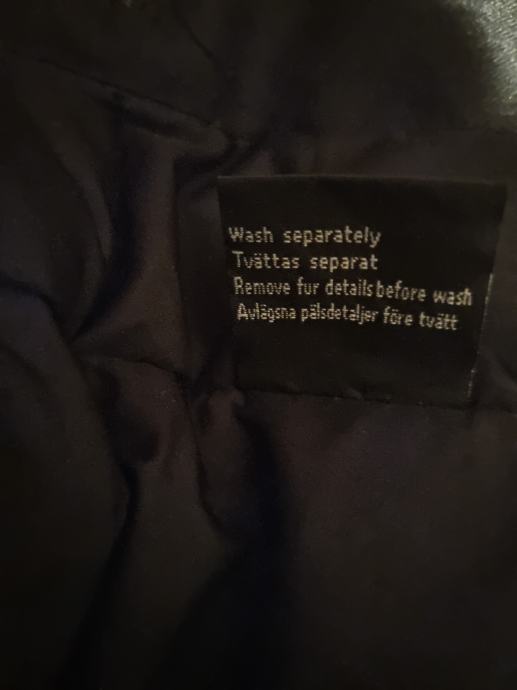 Wash separately
Tvättas separat
Remove fur details before wash
Avlägsna pälsdetaljer före tvätt